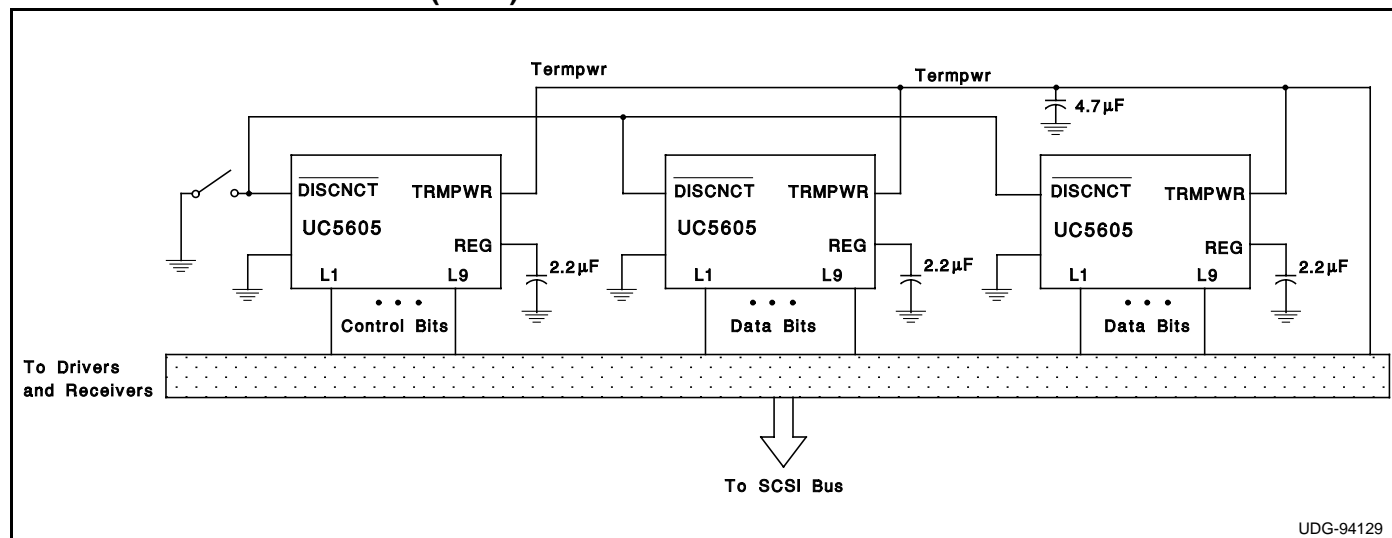 Termpwr
Termpwr
4.7µF
DISCNCT TRMPWR
UC5605
REG
L1 L9
2.2µF
• • •
Control Bits
DISCNCT TRMPWR
UC5605
REG
L1 L9
2.2µF
• • •
Data Bits
DISCNCT TRMPWR
UC5605
REG
L1 L9
2.2µF
• • •
Data Bits
To Drivers
and Receivers
To SCSI Bus
UDG-94129